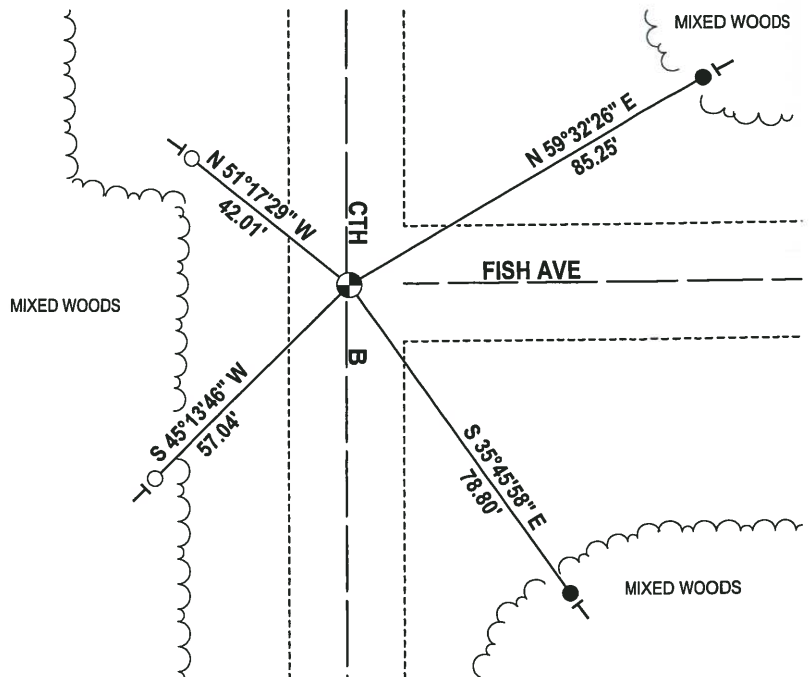 MIXED WOODS
N 59°32'26" E
85.25'
N 51°17'29" W
42.01'
CTH
FISH AVE
MIXED WOODS
B
S 45°13'46" W
57.04'
S 35°45'58" E
78.80'
MIXED WOODS